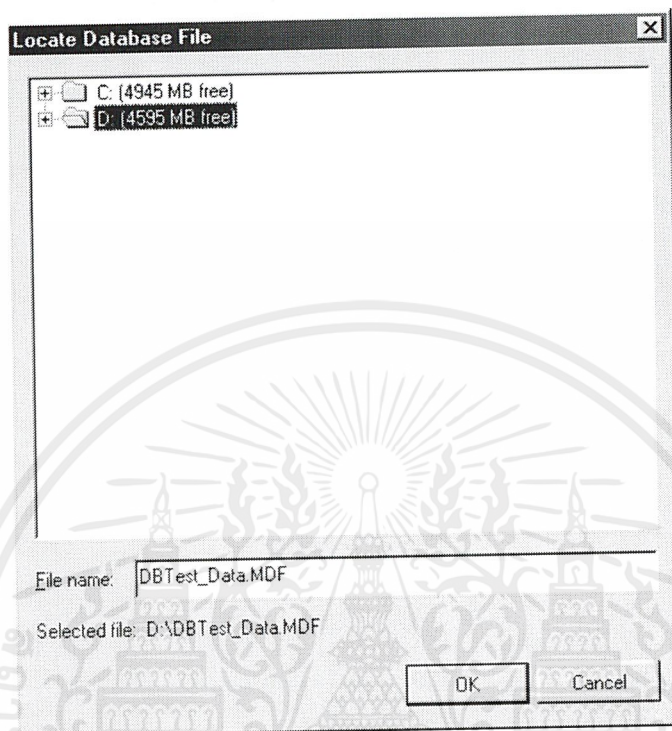 Locate Database File
C: (4945 MB free)
D: (4595 MB free)
File name: DBTest_Data.MDF
Selected file: D:\DBTest_Data.MDF
OK Cancel